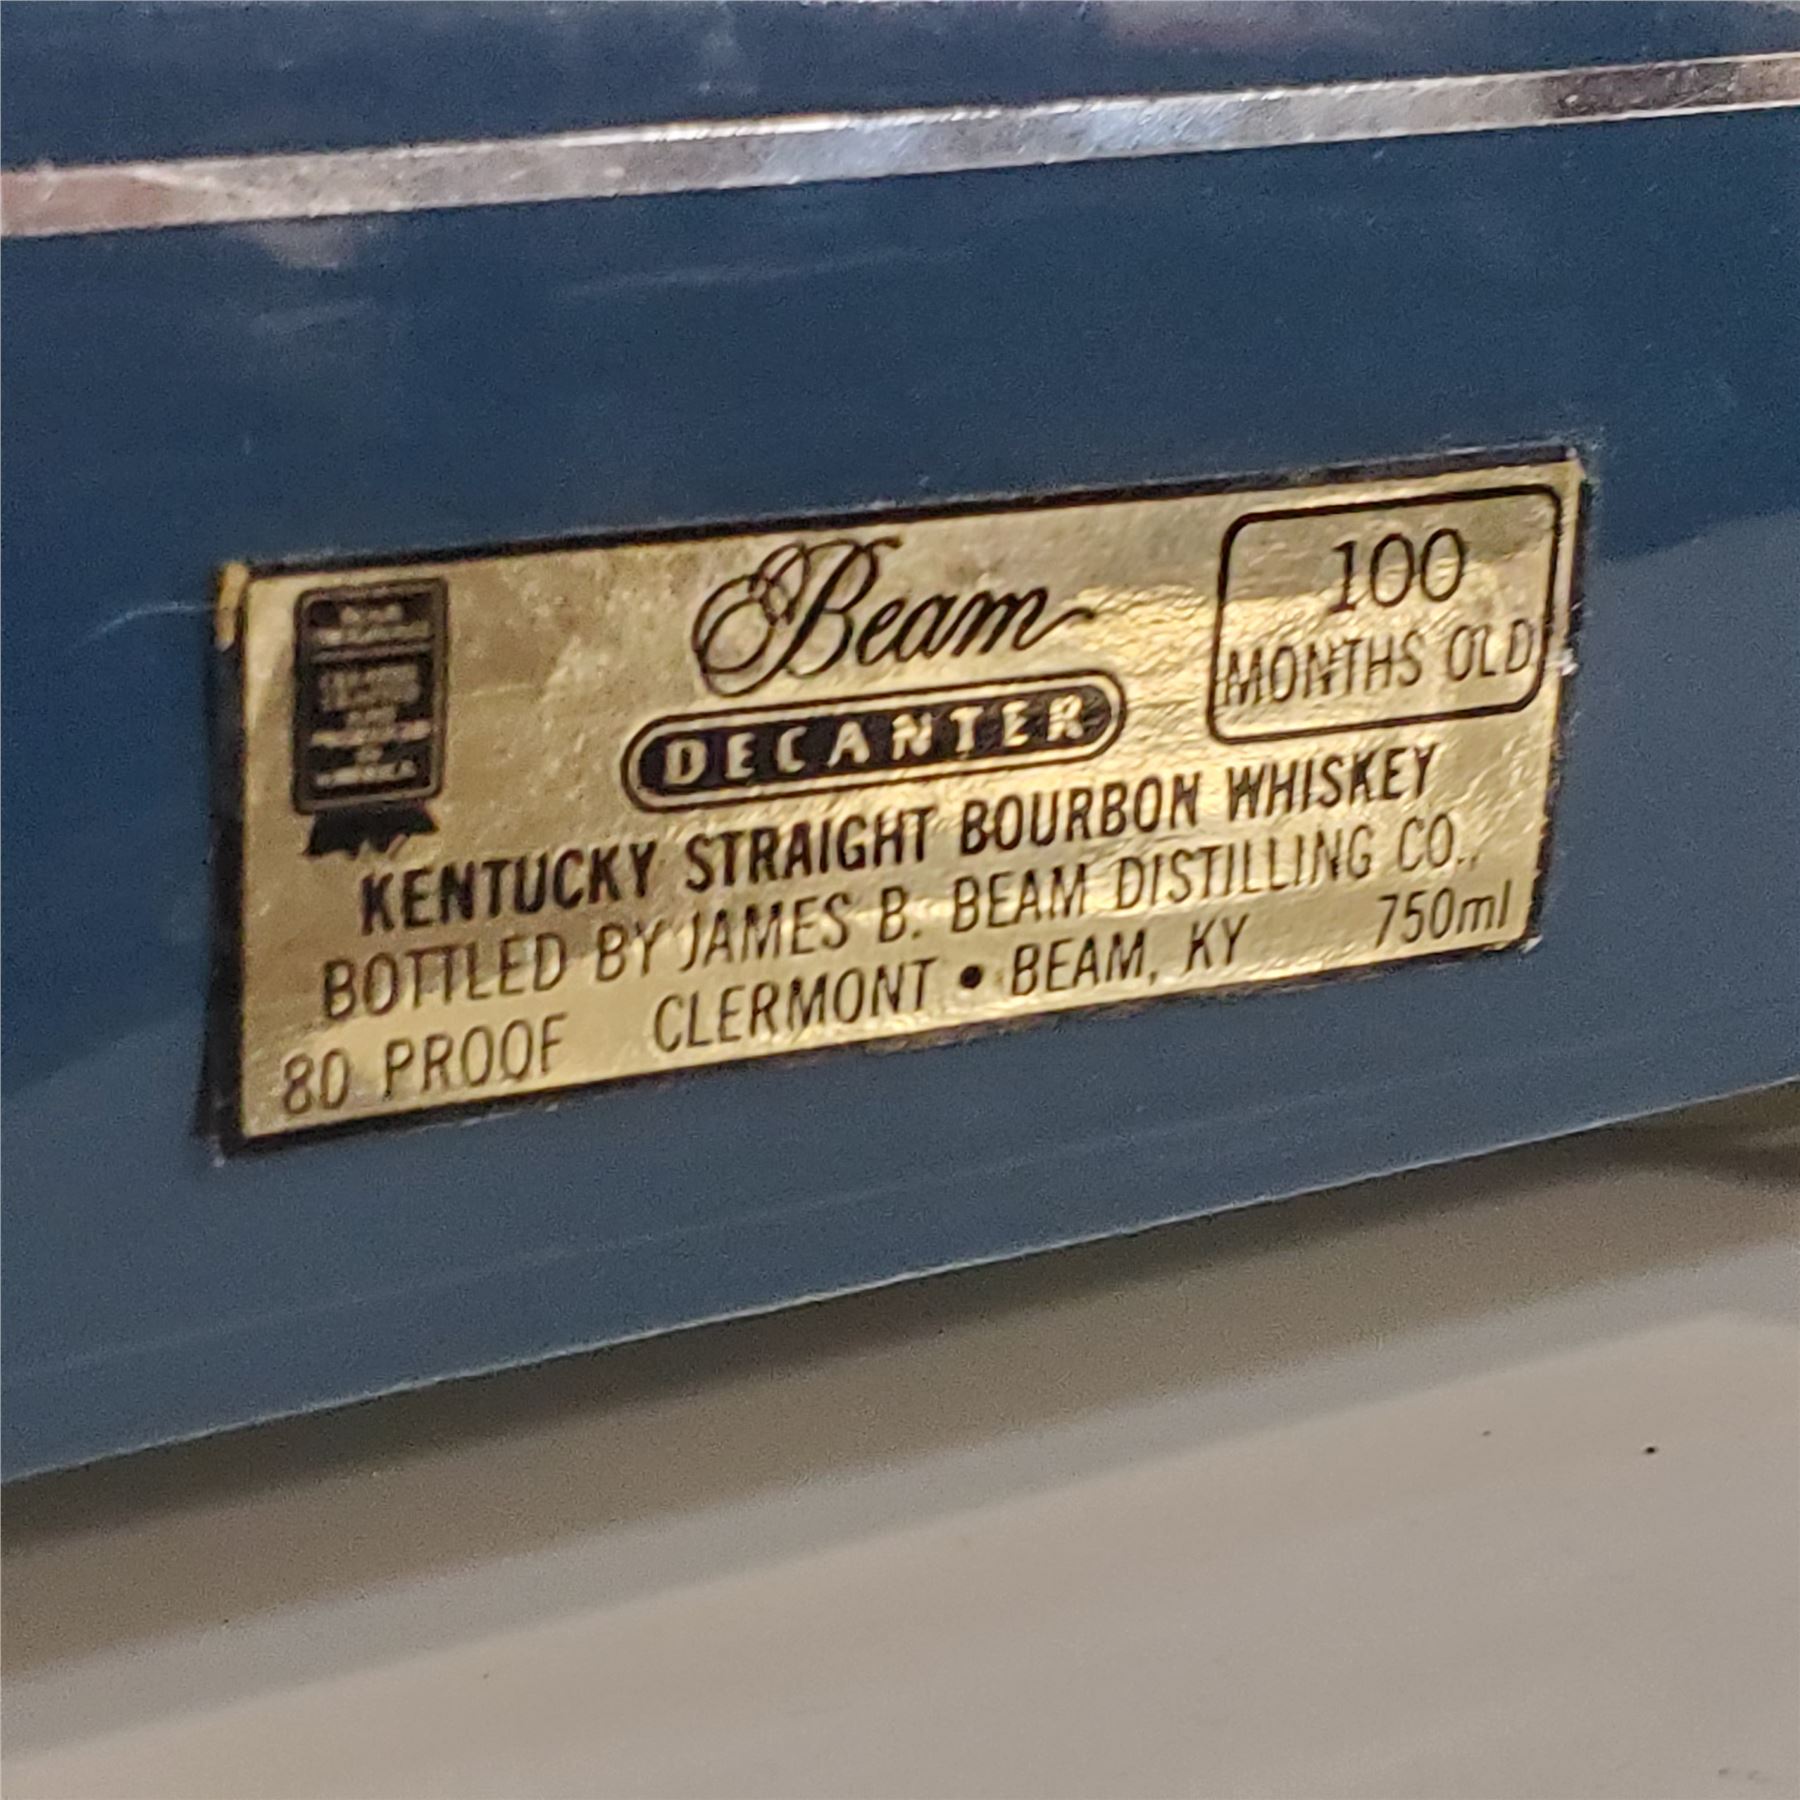 Beam
DECANTER
100
MONTHS OLD
KENTUCKY STRAIGHT BOURBON WHISKEY
BOTTLED BY JAMES B. BEAM DISTILLING CO.,
80 PROOF CLERMONT • BEAM, KY 750ml